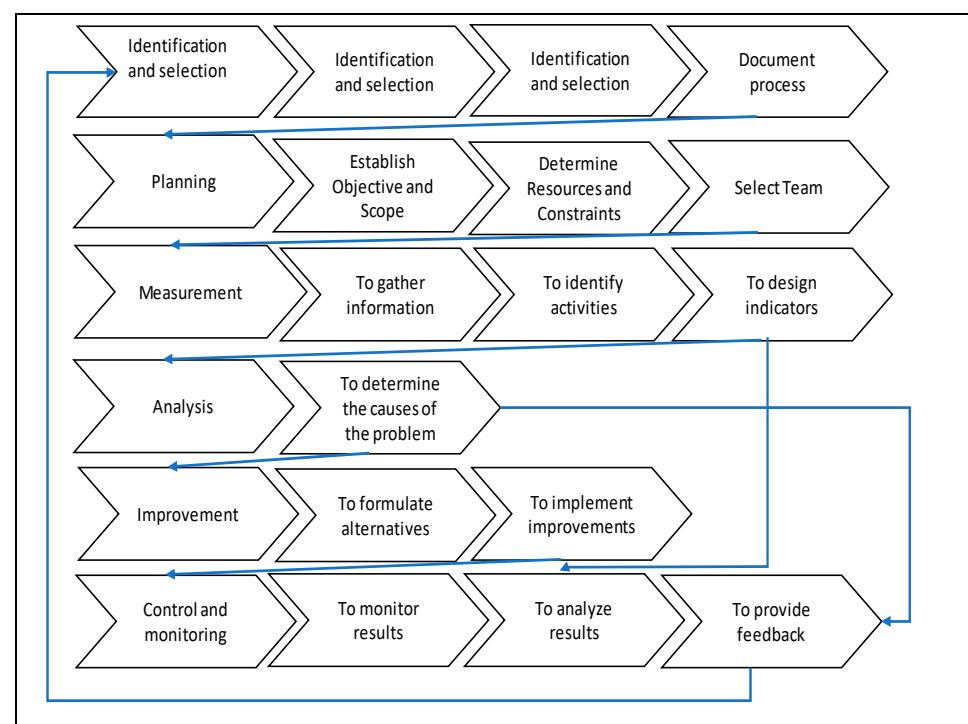 Identification
and selection
Identification
and selection
Identification
and selection
Document
process
Planning
Establish
Objective and
Scope
Determine
Resources and
Constraints
Select Team
Measurement
To gather
information
To identify
activities
To design
indicators
Analysis
To determine
the causes of
the problem
Improvement
To formulate
alternatives
To implement
improvements
Control and
monitoring
To monitor
results
To analyze
results
To provide
feedback